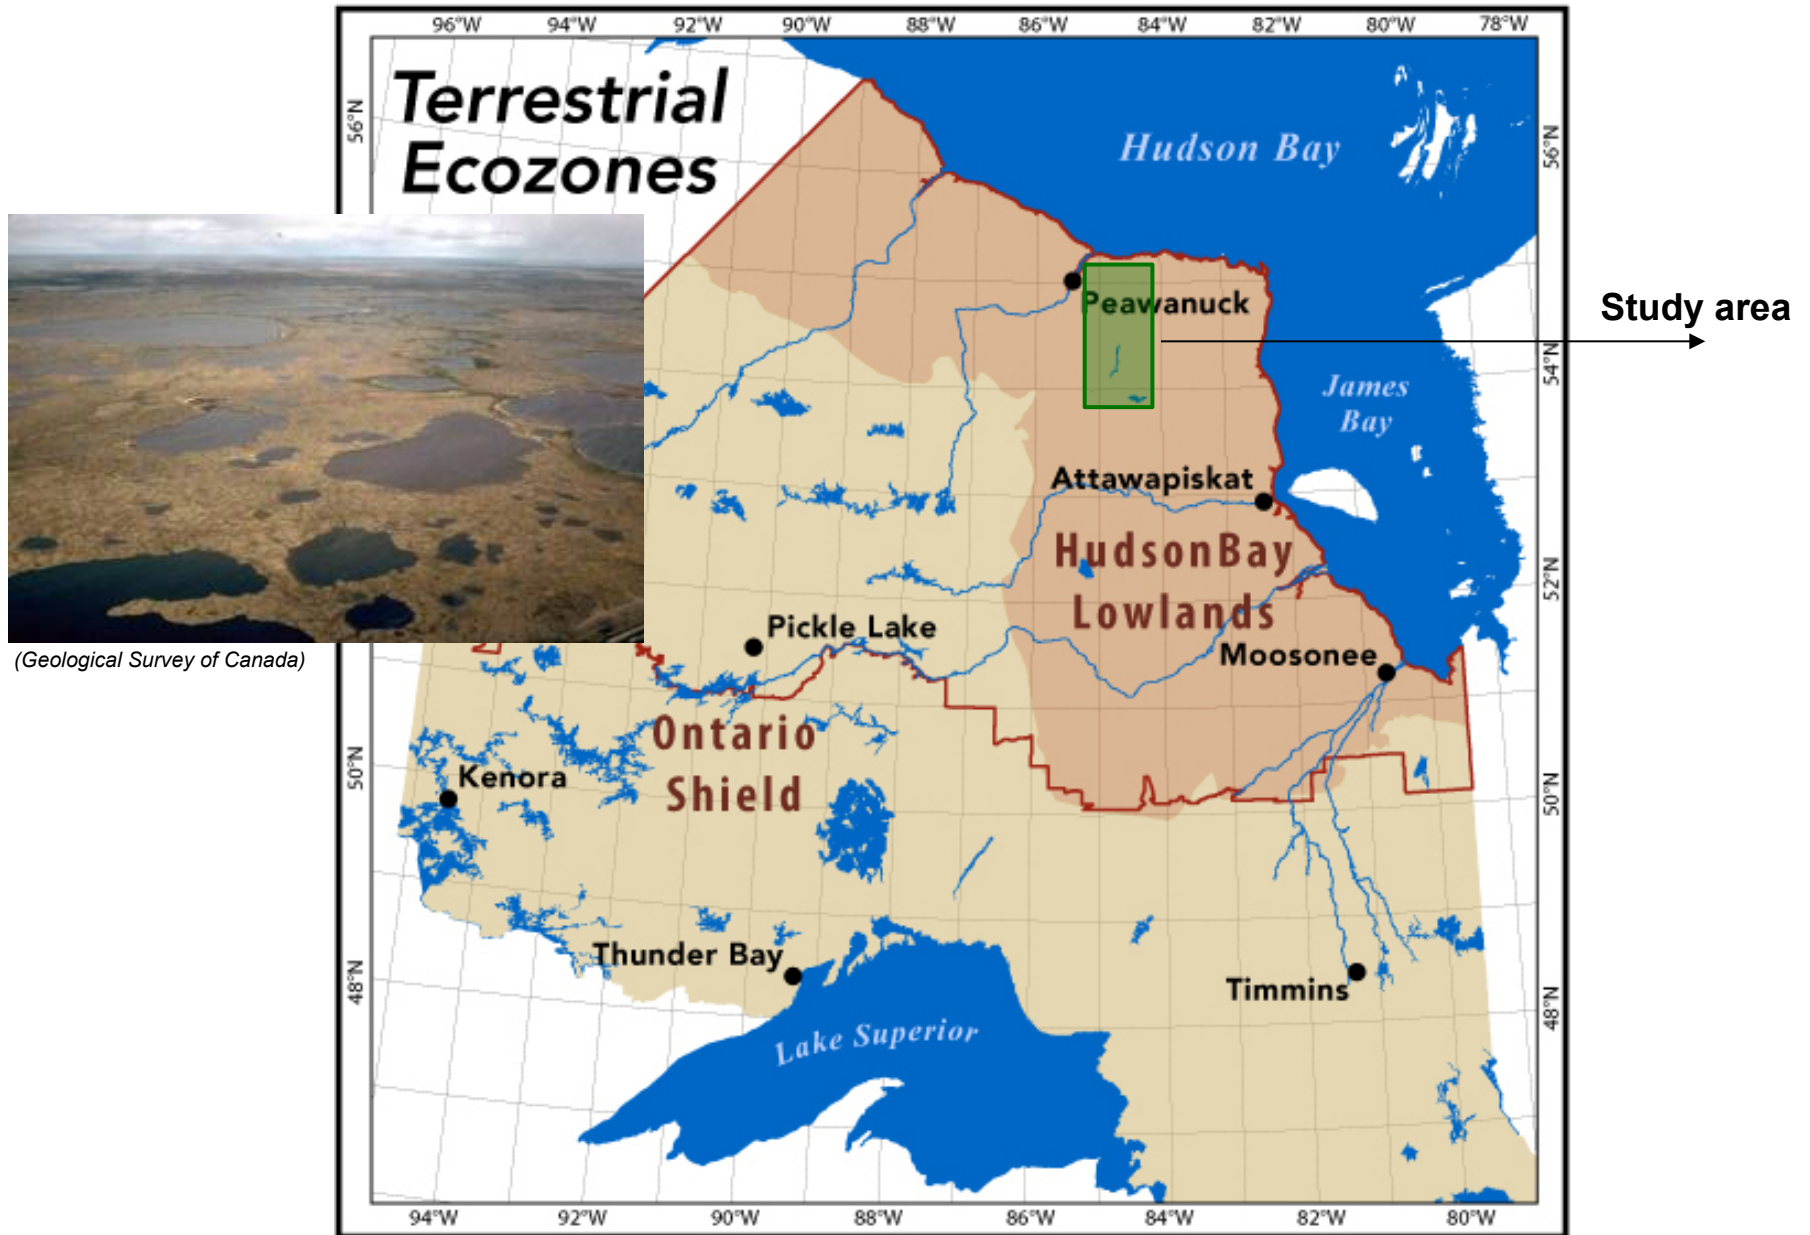 96°W 94°W 92°W 90°W 88°W 86°W 84°W 82°W 80°W 78°W
Terrestrial
Ecozones
56°N
56°N
Hudson Bay
Peawanuck
Study area
54°N
James
Bay
Attawapiskat
HudsonBay
Lowlands
52°N
Pickle Lake
Moosonee
(Geological Survey of Canada)
Ontario
Shield
50°N
50°N
Kenora
Thunder Bay
Timmins
48°N
48°N
Lake Superior
94°W 92°W 90°W 88°W 86°W 84°W 82°W 80°W